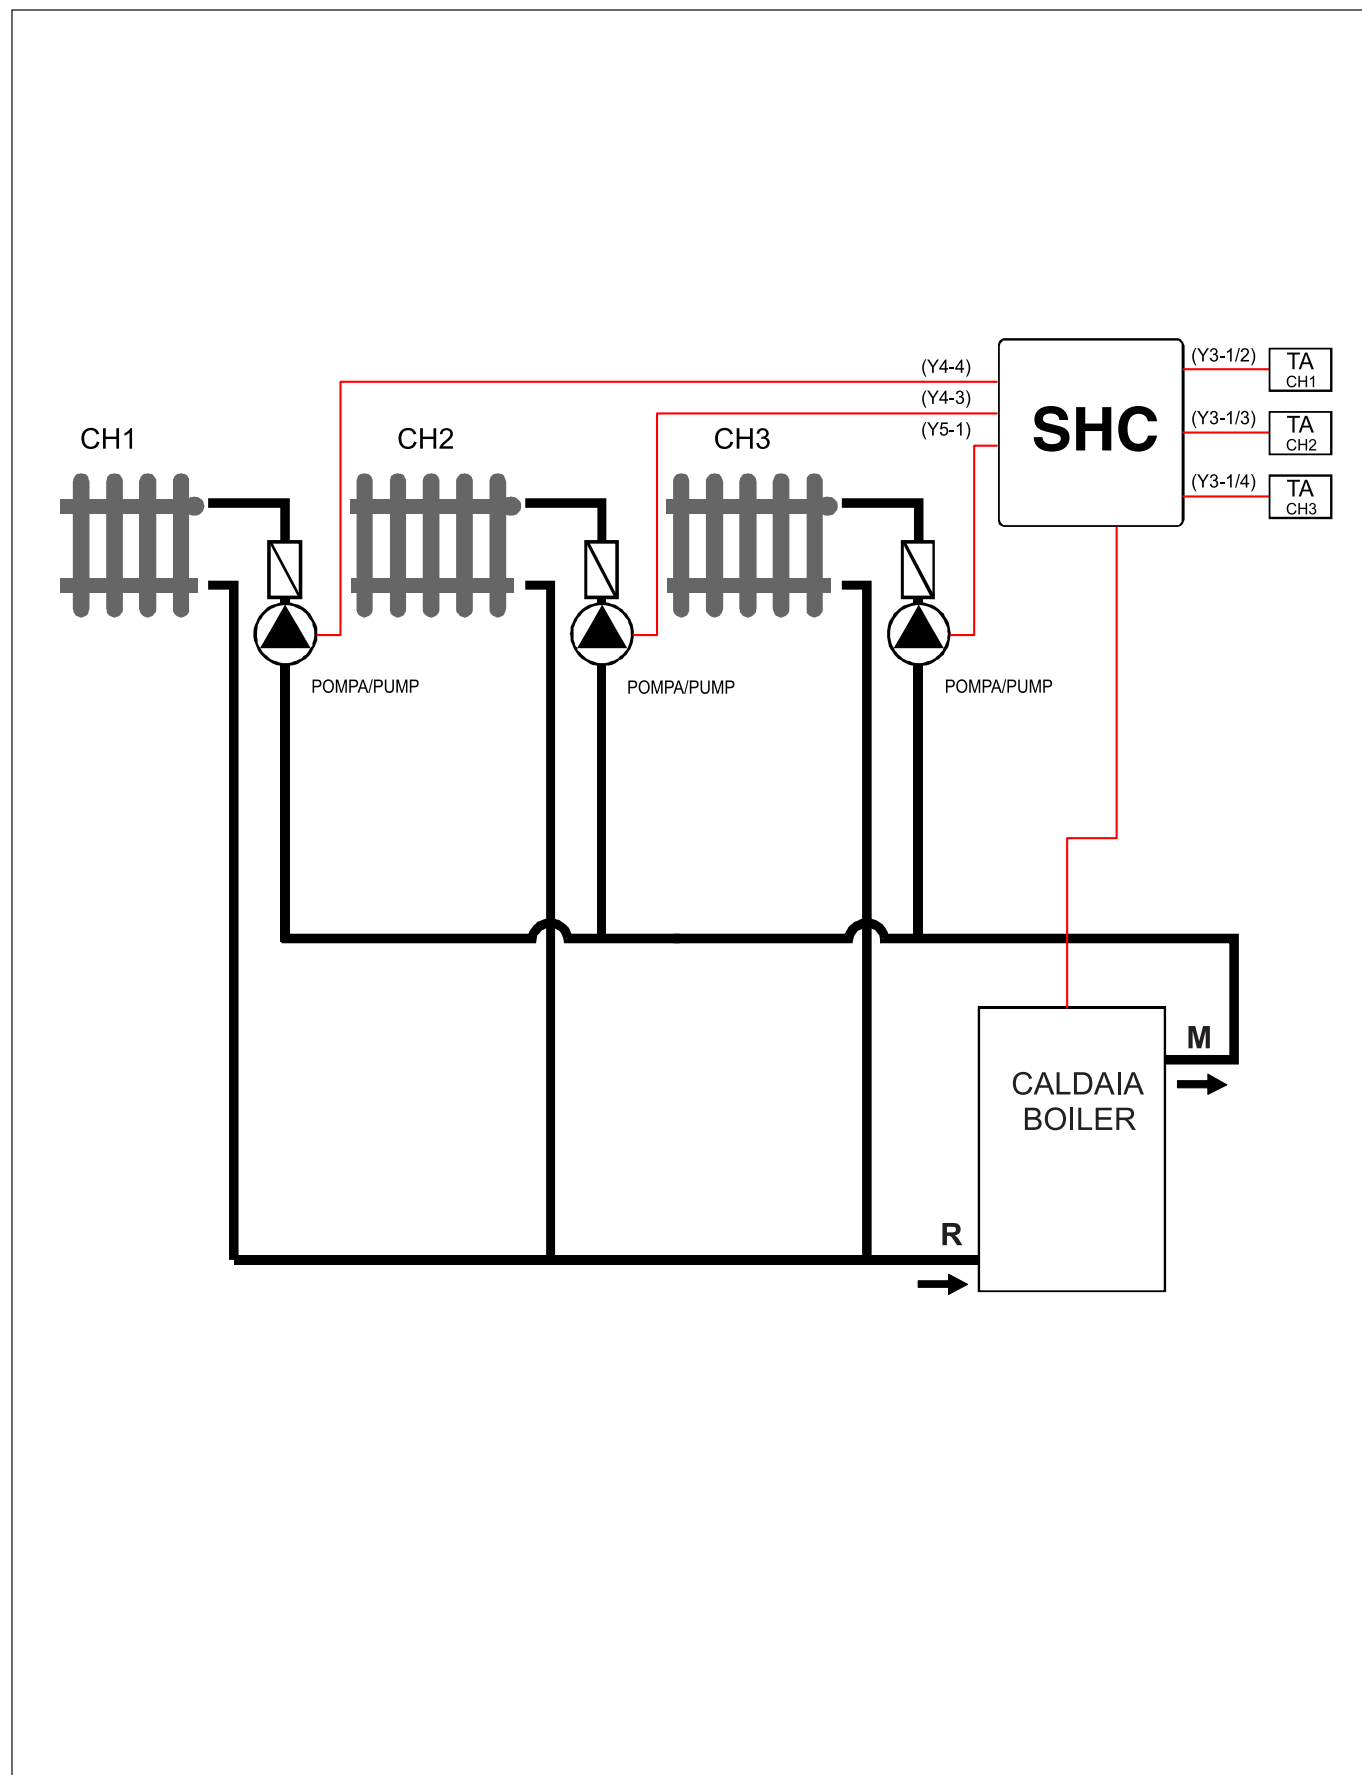 (Y4-4)
(Y4-3)
(Y5-1)
SHC
(Y3-1/2)
TA
CH1
(Y3-1/3)
TA
CH2
(Y3-1/4)
TA
CH3
CH1
CH2
CH3
POMPA/PUMP
POMPA/PUMP
POMPA/PUMP
M
CALDAIA
BOILER
R